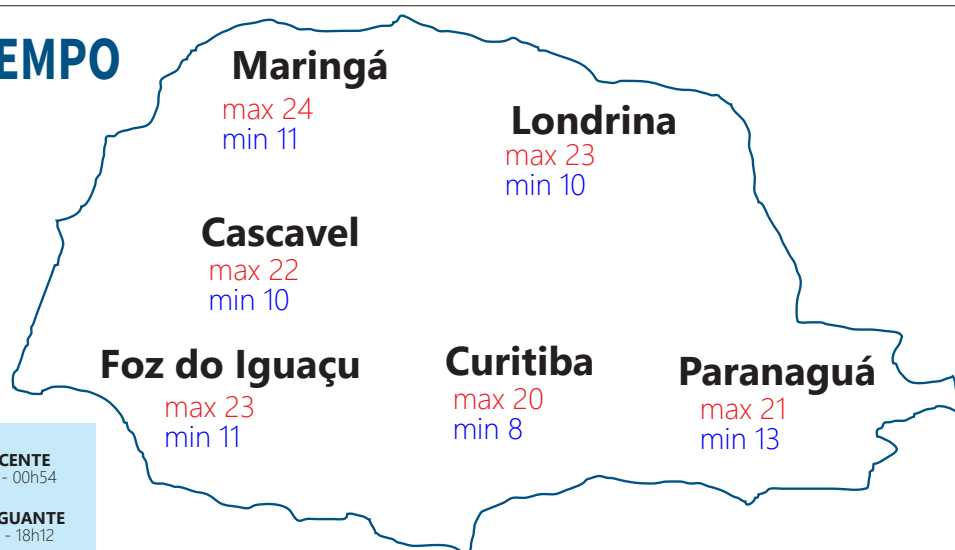 EMPO
Maringá
max 24
min 11
Londrina
max 23
min 10
Cascavel
max 22
min 10
Foz do Iguaçu
max 23
min 11
Curitiba
max 20
min 8
Paranaguá
max 21
min 13
CENTE
- 00h54
GUANTE
- 18h12